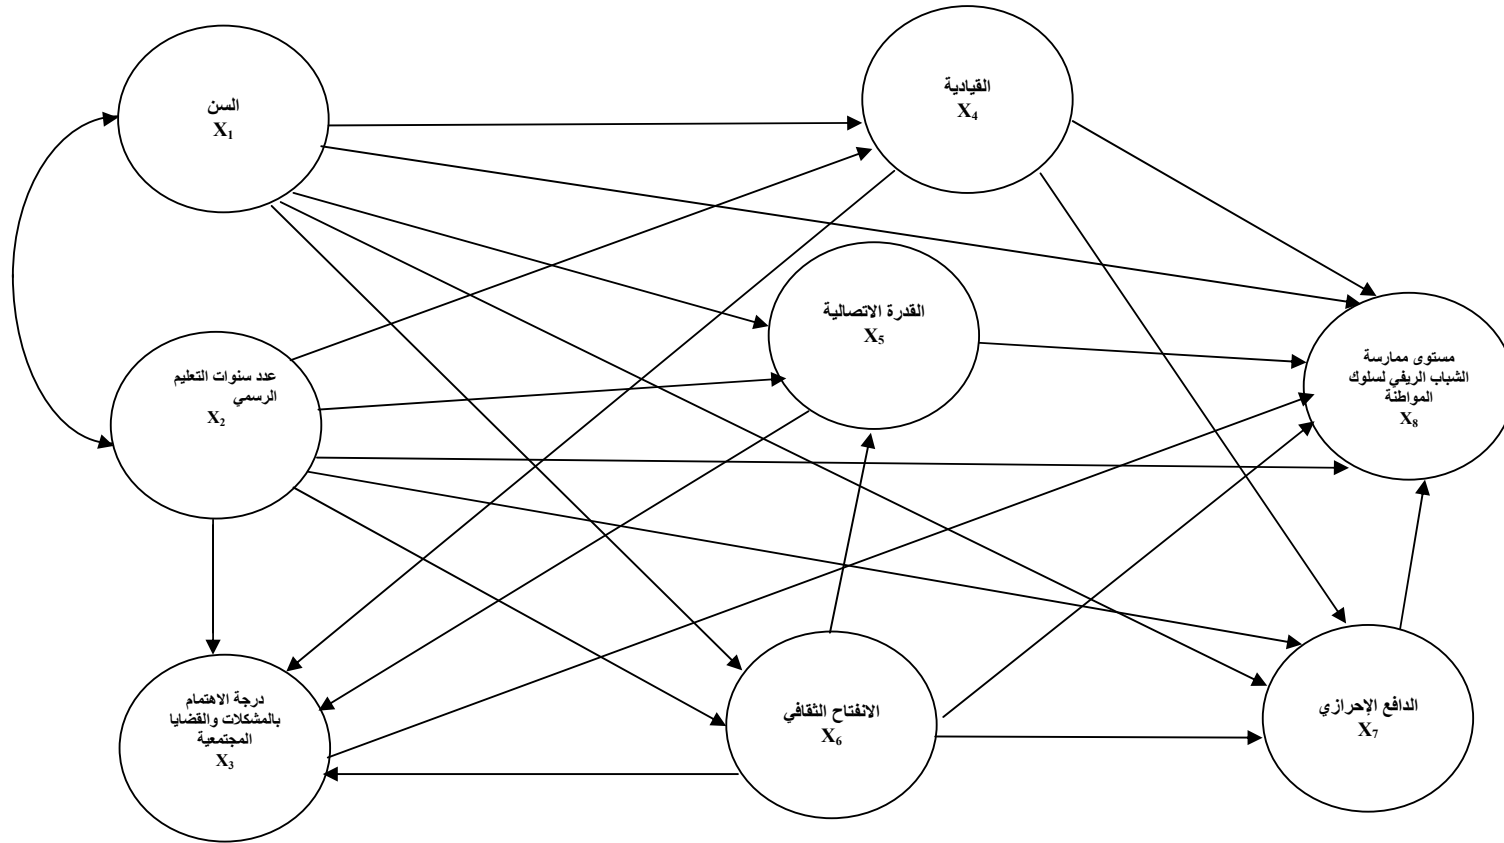 السن
X₁
القيادية
X₄
القدرة الاتصالية
X₅
عدد سنوات التعليم
الرسمي
X₂
مستوى ممارسة
الشباب الريفي لسلوك
المواطنة
X₈
درجة الاهتمام
بالمشكلات والقضايا
المجتمعية
X₃
الانفتاح الثقافي
X₆
الدافع الإحرازي
X₇